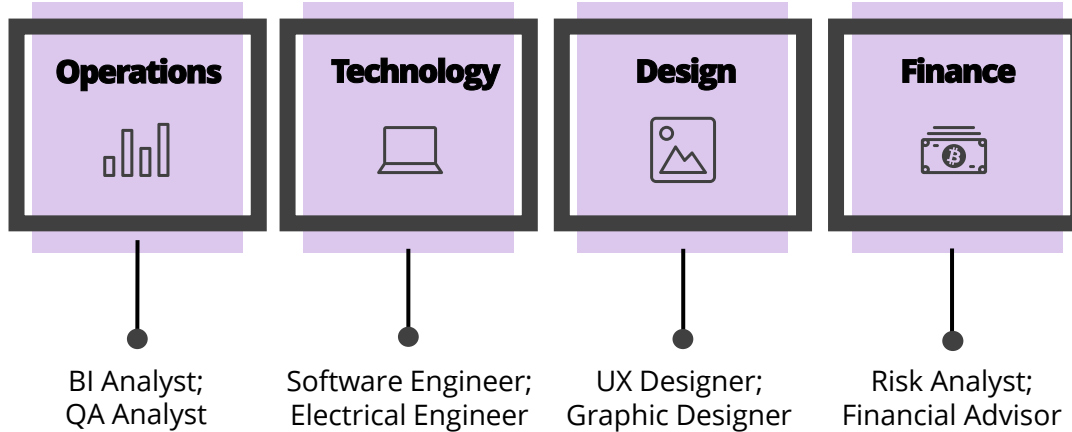 Operations
Technology
Design
Finance
BI Analyst;
QA Analyst
Software Engineer;
Electrical Engineer
UX Designer;
Graphic Designer
Risk Analyst;
Financial Advisor